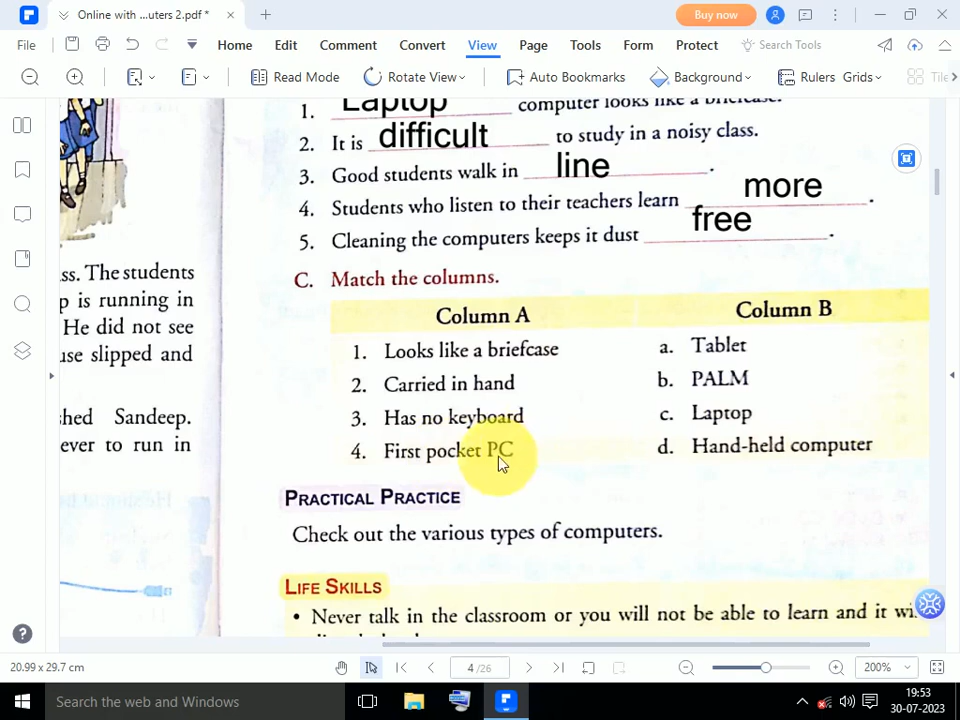 Online with ...uters 2.pdf *
Buy now
File
Home
Edit
Comment
Convert
View
Page
Tools
Form
Protect
Search Tools
Read Mode
Rotate View
Auto Bookmarks
Background
Rulers
Grids
1. Laptop computer looks like a briefcase.
2. It is difficult to study in a noisy class.
3. Good students walk in line.
4. Students who listen to their teachers learn more.
5. Cleaning the computers keeps it dust free.
ss. The students
p is running in
He did not see
use slipped and
shed Sandeep.
ever to run in
C. Match the columns.
Column A Column B
1. Looks like a briefcase a. Tablet
2. Carried in hand b. PALM
3. Has no keyboard c. Laptop
4. First pocket PC d. Hand-held computer
PRACTICAL PRACTICE
Check out the various types of computers.
LIFE SKILLS
• Never talk in the classroom or you will not be able to learn and it wi
20.99 x 29.7 cm
4 /26
200%
Search the web and Windows
19:53
30-07-2023